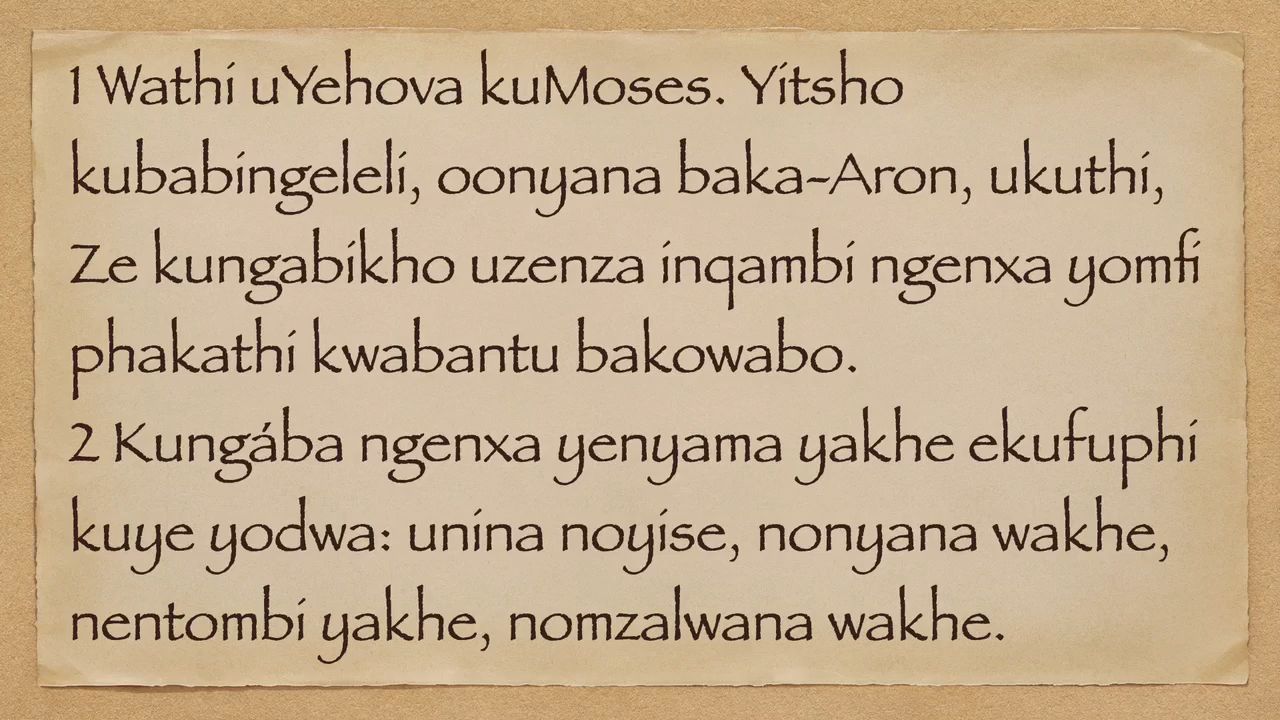 1 Wathi uYehova kuMoses. Yitsho
kubabingeleli, oonyana baka-Aron, ukuthi,
Ze kungabikho uzenza inqambi ngenxa yomfi
phakathi kwabantu bakowabo.
2 Kungába ngenxa yenyama yakhe ekufuphi
kuye yodwa: unina noyise, nonyana wakhe,
nentombi yakhe, nomzalwana wakhe.